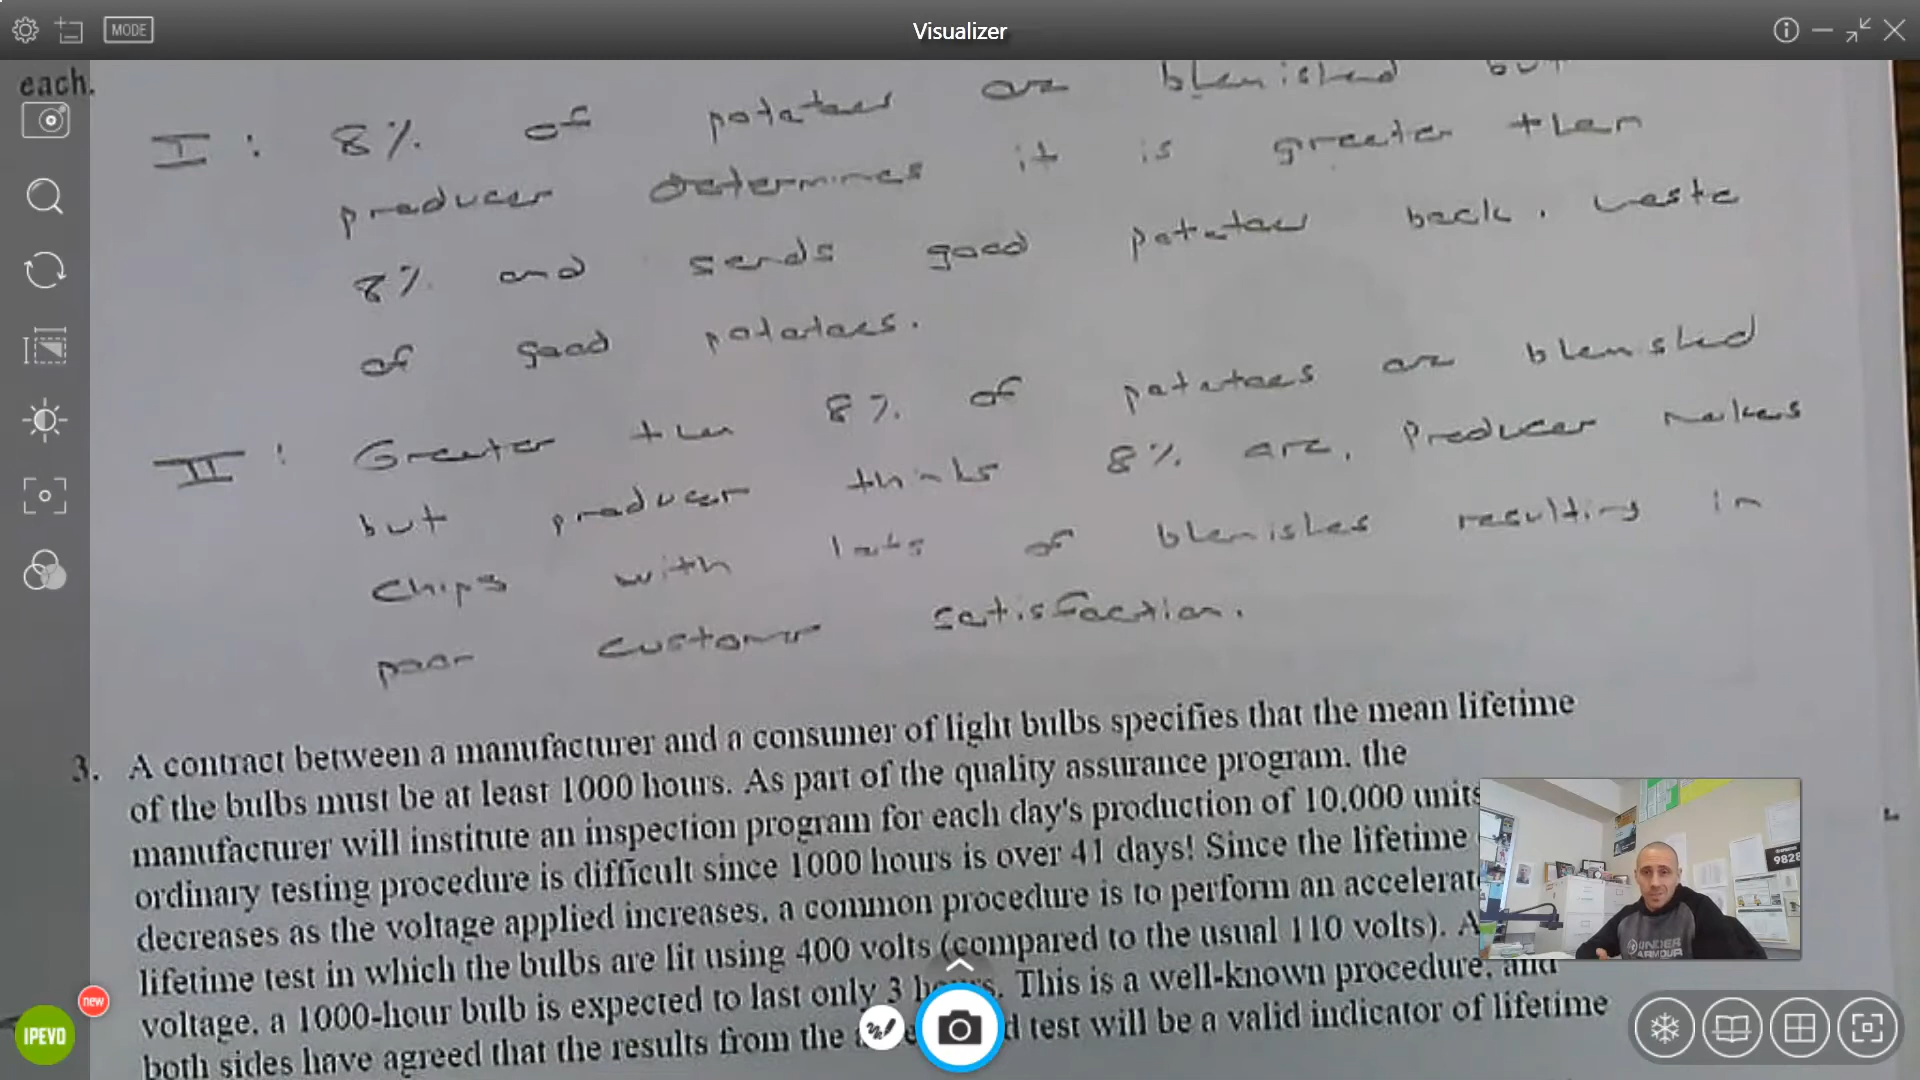 MODE
Visualizer
each.
I: 8% of potatoes are blemished but
producer determines it is greater than
8% and sends good potatoes back. waste
of good potatoes.
II: Greater than 8% of potatoes are blemished
but producer thinks 8% are. Producer makes
chips with lots of blemishes resulting in
poor customer satisfaction.
3. A contract between a manufacturer and a consumer of light bulbs specifies that the mean lifetime
of the bulbs must be at least 1000 hours. As part of the quality assurance program, the
manufacturer will institute an inspection program for each day's production of 10,000 units
ordinary testing procedure is difficult since 1000 hours is over 41 days! Since the lifetime
decreases as the voltage applied increases, a common procedure is to perform an accelerat
lifetime test in which the bulbs are lit using 400 volts (compared to the usual 110 volts). A
voltage, a 1000-hour bulb is expected to last only 3 hours. This is a well-known procedure, and
both sides have agreed that the results from the test will be a valid indicator of lifetime
9828
UNDER ARMOUR
new
IPEVO